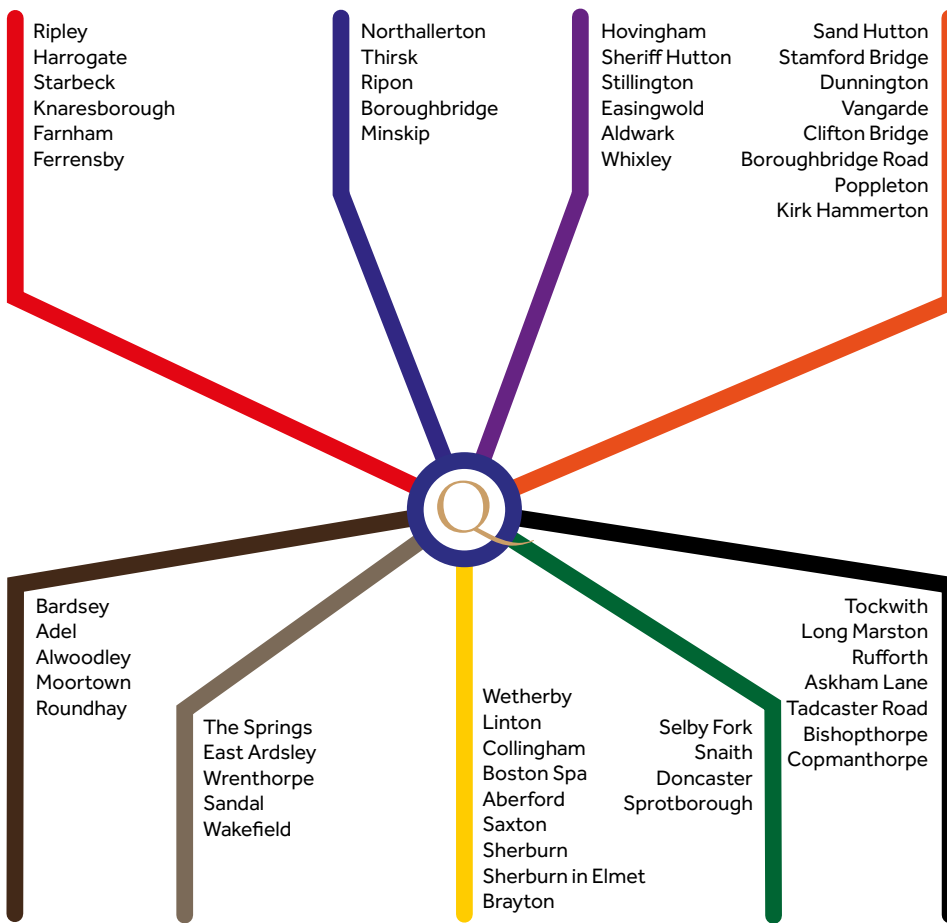 Ripley
Harrogate
Starbeck
Knaresborough
Farnham
Ferrensby
Northallerton
Thirsk
Ripon
Boroughbridge
Minskip
Hovingham
Sheriff Hutton
Stillington
Easingwold
Aldwark
Whixley
Sand Hutton
Stamford Bridge
Dunnington
Vangarde
Clifton Bridge
Boroughbridge Road
Poppleton
Kirk Hammerton
Q
Bardsey
Adel
Alwoodley
Moortown
Roundhay
The Springs
East Ardsley
Wrenthorpe
Sandal
Wakefield
Wetherby
Linton
Collingham
Boston Spa
Aberford
Saxton
Sherburn
Sherburn in Elmet
Brayton
Selby Fork
Snaith
Doncaster
Sprotborough
Tockwith
Long Marston
Rufforth
Askham Lane
Tadcaster Road
Bishopthorpe
Copmanthorpe